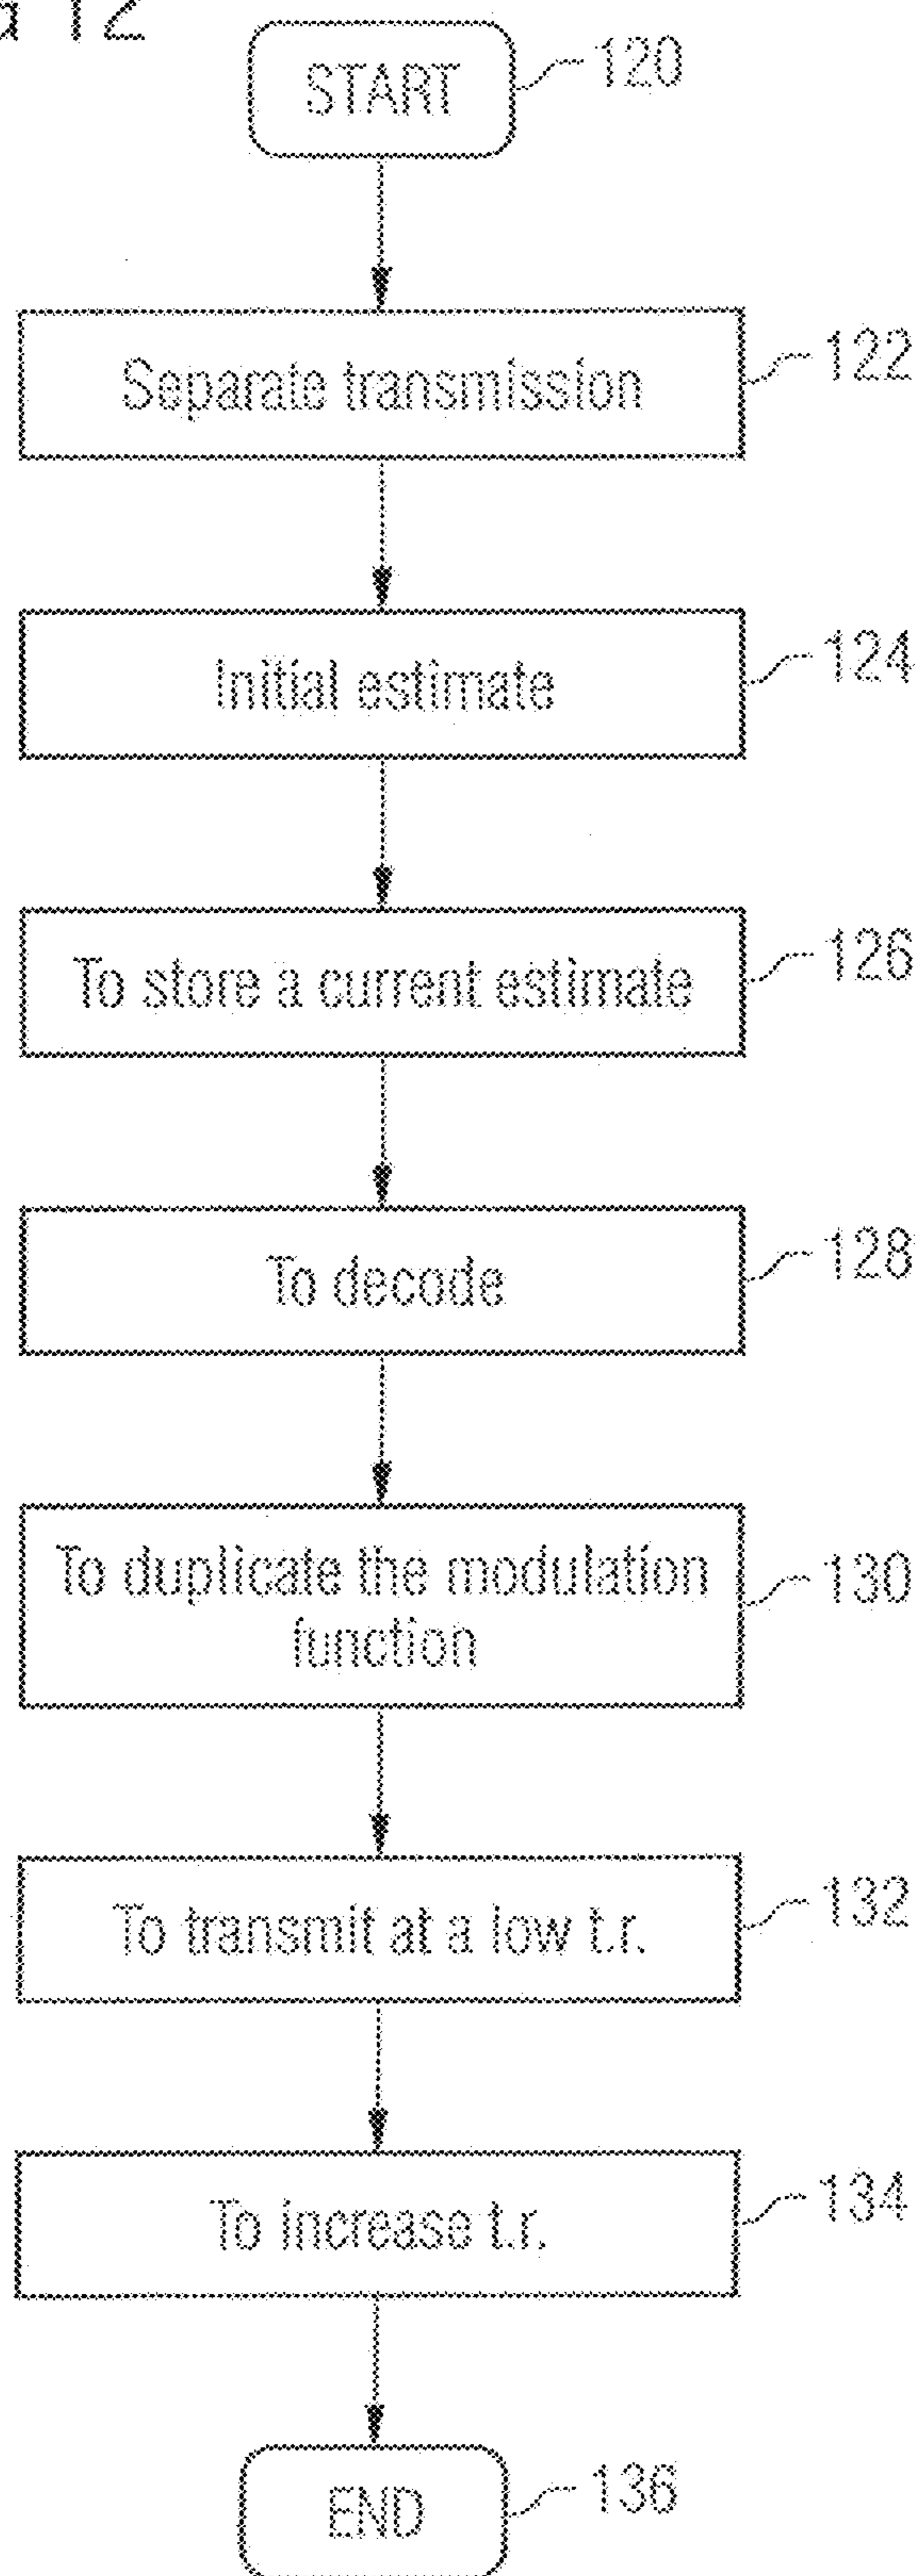 12
START
120
Separate transmission
122
Initial estimate
124
To store a current estimate
126
To decode
128
To duplicate the modulation
function
130
To transmit at a low t.r.
132
To increase t.r.
134
END
136